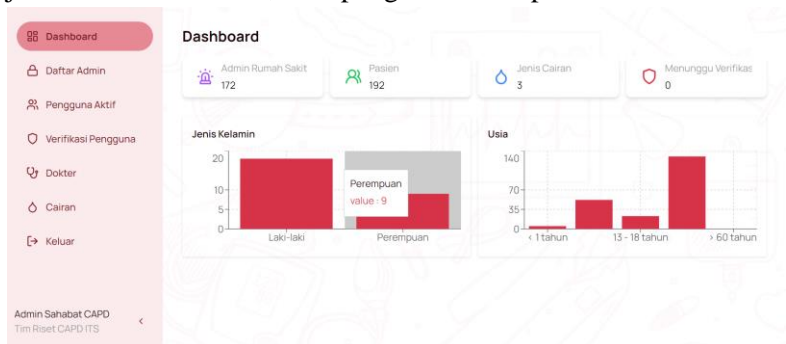 Dashboard
Daftar Admin
Pengguna Aktif
Verifikasi Pengguna
Dokter
Cairan
Keluar
Admin Sahabat CAPD
Tim Riset CAPD ITS
Dashboard
Admin Rumah Sakit
172
Pasien
192
Jenis Cairan
3
Menunggu Verifikas
0
Jenis Kelamin
20
10
5
0
Laki-laki
Perempuan
Perempuan
value : 9
Usia
140
70
35
0
< 1 tahun
13 - 18 tahun
> 60 tahun